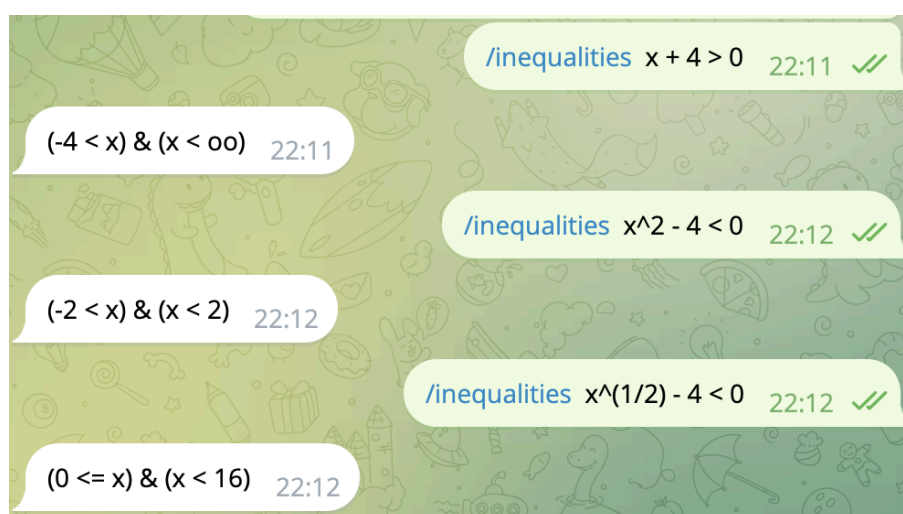 /inequalities x + 4 > 0 22:11
(-4 < x) & (x < oo) 22:11
/inequalities x^2 - 4 < 0 22:12
(-2 < x) & (x < 2) 22:12
/inequalities x^(1/2) - 4 < 0 22:12
(0 <= x) & (x < 16) 22:12